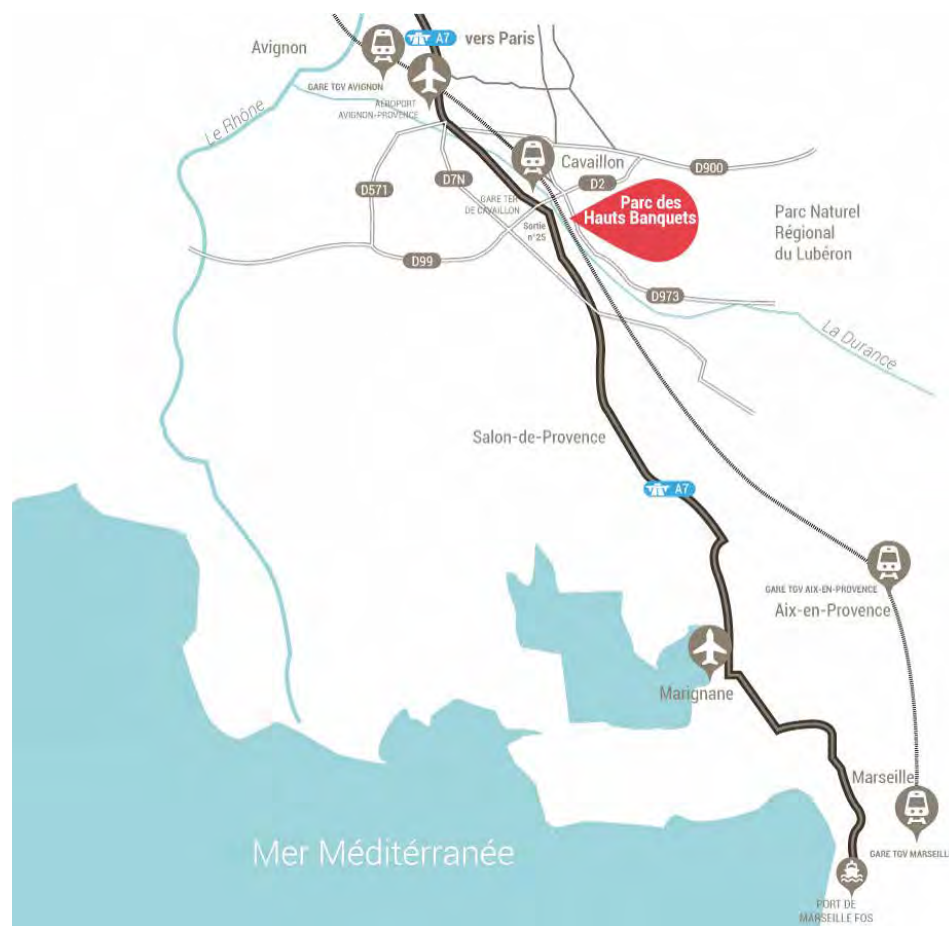 Avignon
A7
vers Paris
GARE TGV AVIGNON
AÉROPORT
AVIGNON-PROVENCE
Le Rhône
Cavaillon
D900
D571
D7N
D2
GARE TER
DE CAVAILLON
Parc des
Hauts Banquets
Sortie
n°25
Parc Naturel
Régional
du Lubéron
D99
D973
La Durance
Salon-de-Provence
A7
GARE TGV AIX-EN-PROVENCE
Aix-en-Provence
Marignane
Marseille
Mer Méditérranée
GARE TGV MARSEILLE
PORT DE
MARSEILLE FOS